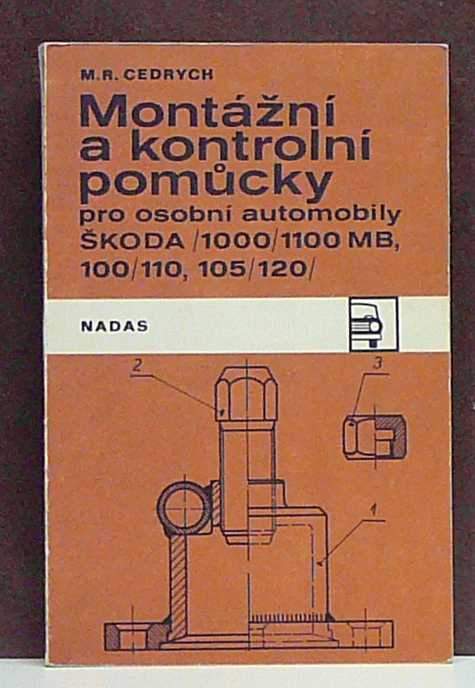 M.R. CEDRYCH
Montážní
a kontrolní
pomůcky
pro osobní automobily
ŠKODA /1000/1100 MB,
100/110, 105/120/
NADAS
2
3
1